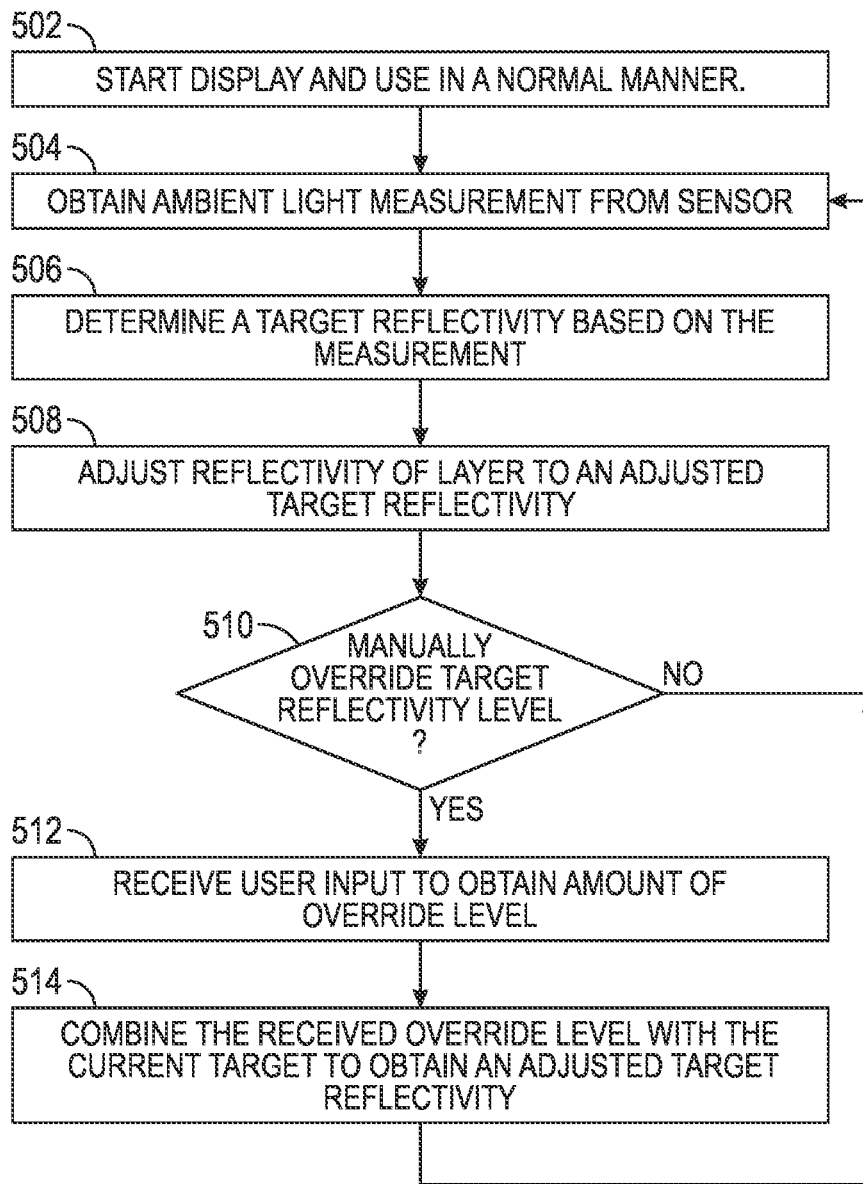 502
START DISPLAY AND USE IN A NORMAL MANNER.
504
OBTAIN AMBIENT LIGHT MEASUREMENT FROM SENSOR
506
DETERMINE A TARGET REFLECTIVITY BASED ON THE
MEASUREMENT
508
ADJUST REFLECTIVITY OF LAYER TO AN ADJUSTED
TARGET REFLECTIVITY
510
MANUALLY
OVERRIDE TARGET
REFLECTIVITY LEVEL
?
NO
YES
512
RECEIVE USER INPUT TO OBTAIN AMOUNT OF
OVERRIDE LEVEL
514
COMBINE THE RECEIVED OVERRIDE LEVEL WITH THE
CURRENT TARGET TO OBTAIN AN ADJUSTED TARGET
REFLECTIVITY